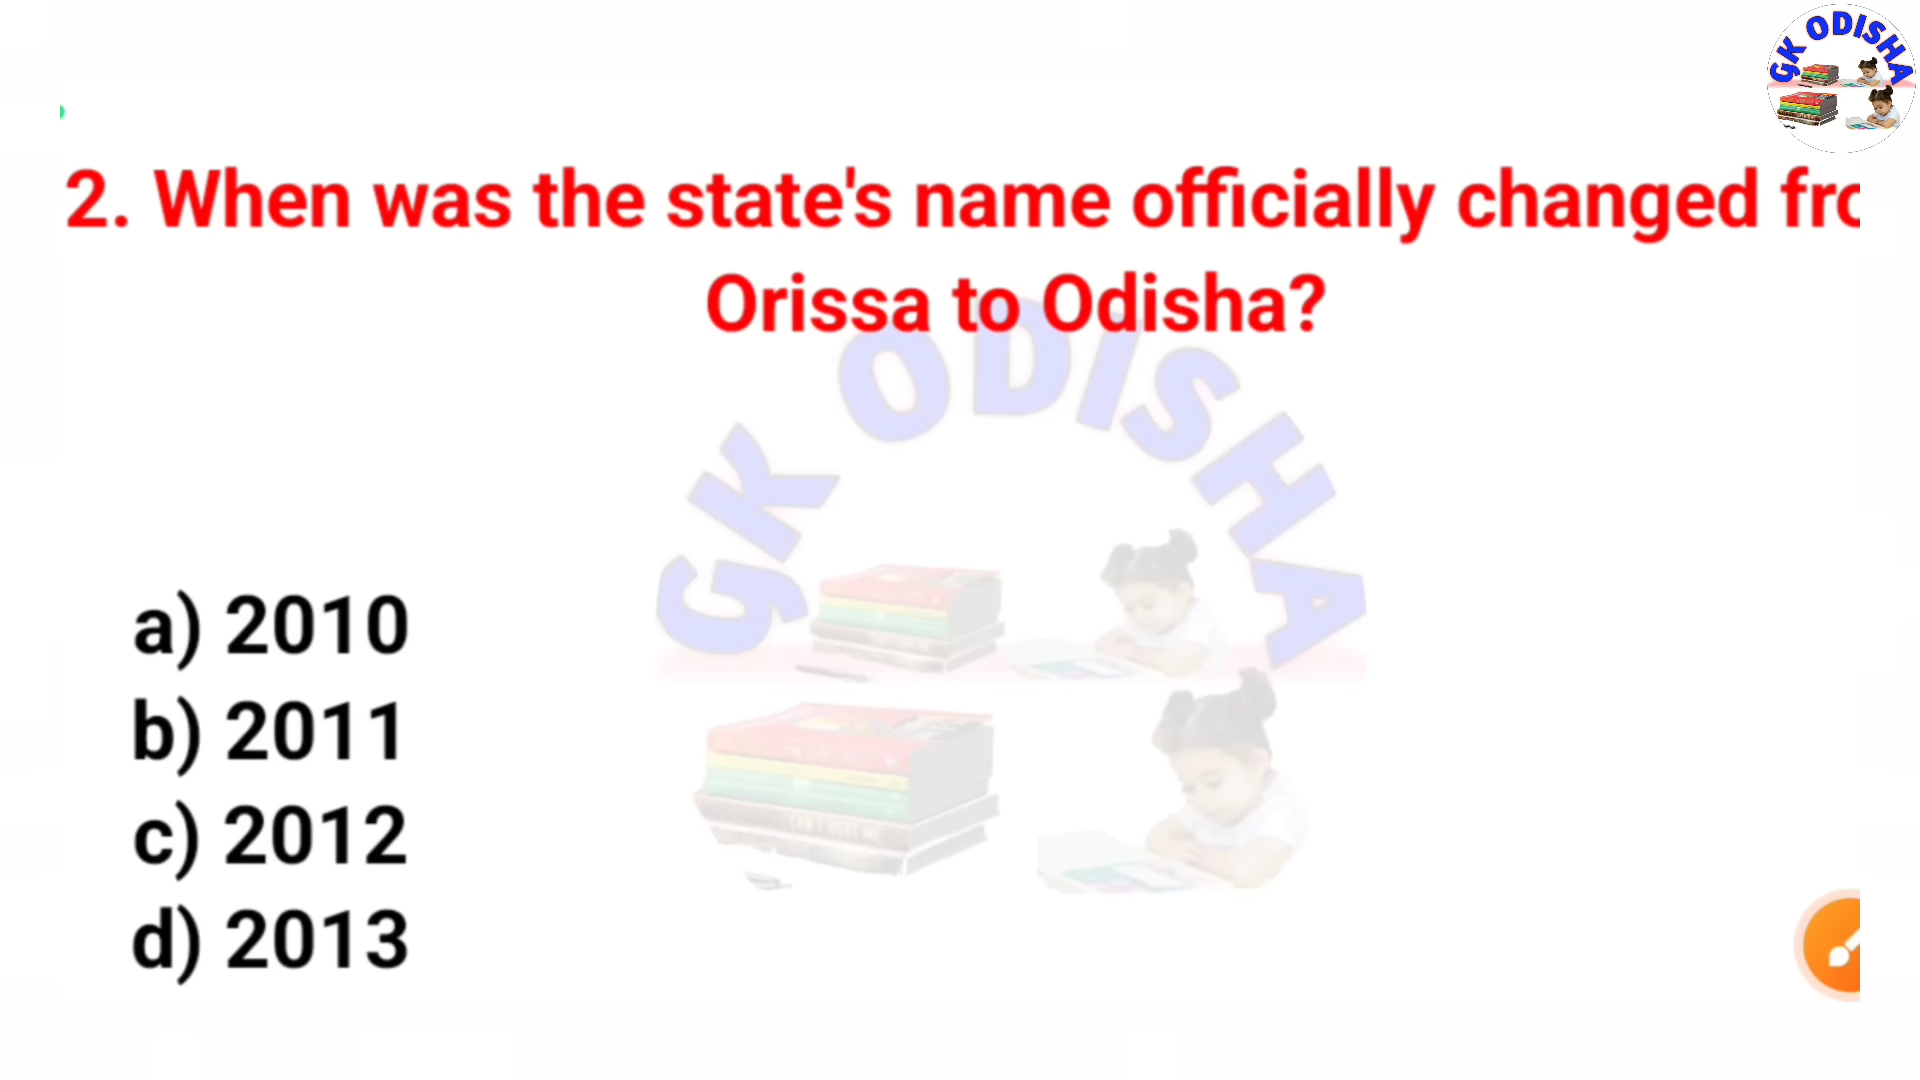 GK ODISHA
2. When was the state's name officially changed fro
Orissa to Odisha?
GK ODISHA
a) 2010
b) 2011
c) 2012
d) 2013